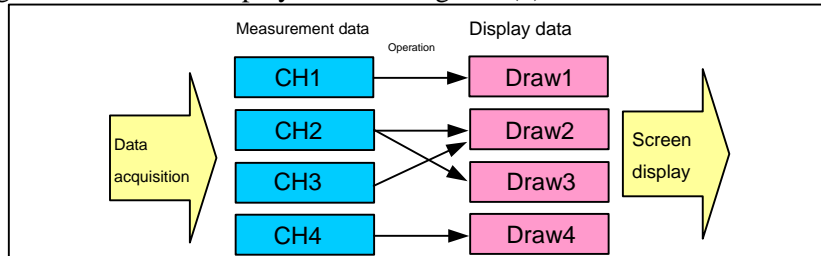 Measurement data
Display data
Operation
CH1
Draw1
CH2
Draw2
Data
acquisition
Screen
display
CH3
Draw3
CH4
Draw4